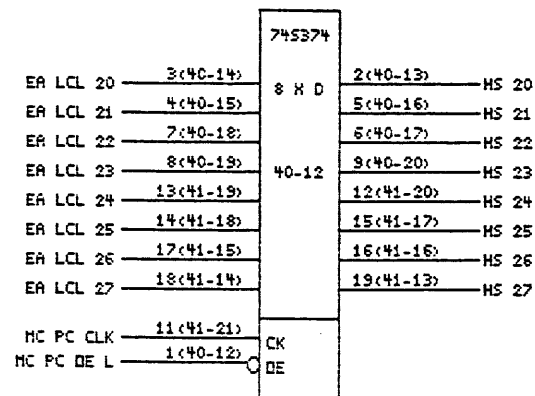 74S374
EA LCL 20 3(40-14) 8 X D 2(40-13) HS 20
EA LCL 21 4(40-15) 5(40-16) HS 21
EA LCL 22 7(40-18) 6(40-17) HS 22
EA LCL 23 8(40-19) 40-12 9(40-20) HS 23
EA LCL 24 13(41-19) 12(41-20) HS 24
EA LCL 25 14(41-18) 15(41-17) HS 25
EA LCL 26 17(41-15) 16(41-16) HS 26
EA LCL 27 18(41-14) 19(41-13) HS 27
MC PC CLK 11(41-21) CK
MC PC OE L 1(40-12) OE